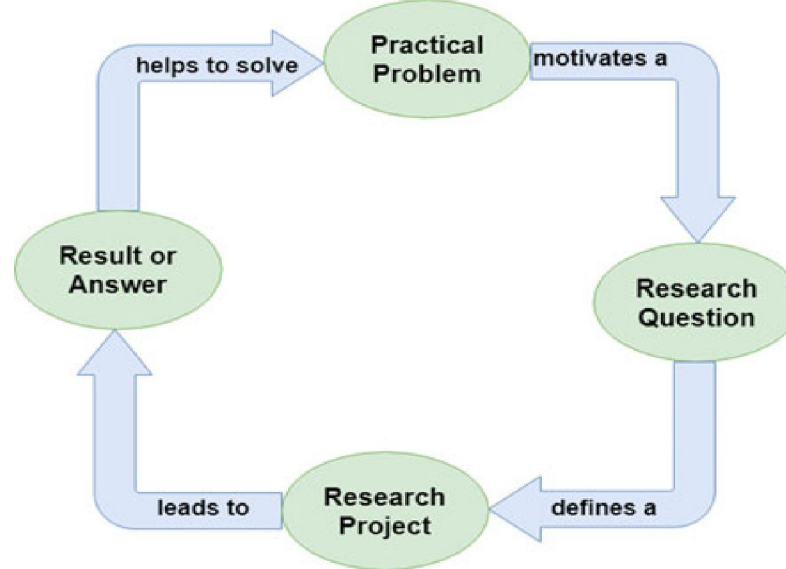 Practical
Problem
motivates a
Research
Question
defines a
Research
Project
leads to
Result or
Answer
helps to solve